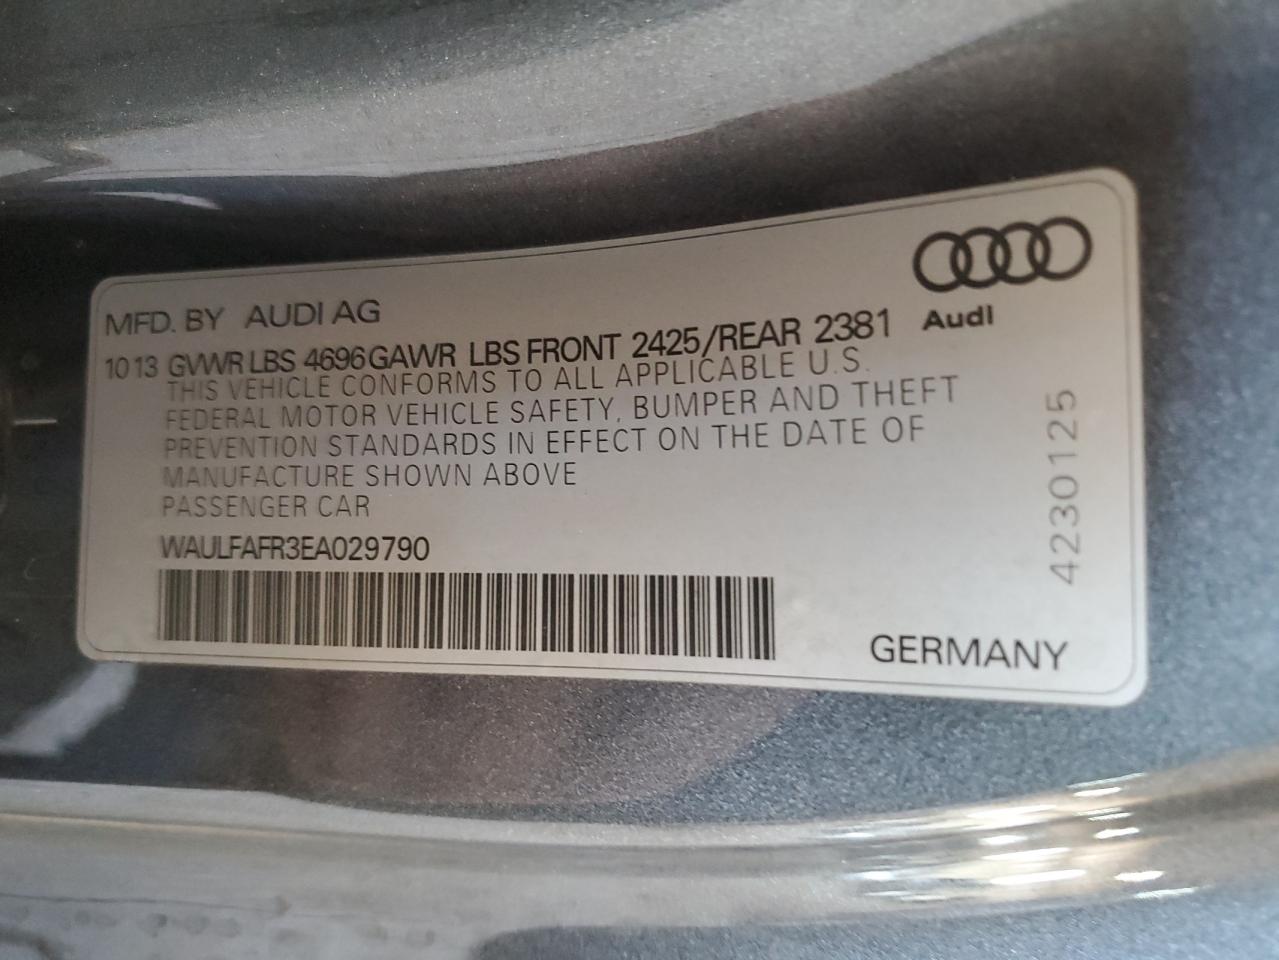 MFD. BY AUDI AG
Audi
10 13 GVWR LBS 4696 GAWR LBS FRONT 2425/REAR 2381
THIS VEHICLE CONFORMS TO ALL APPLICABLE U.S.
FEDERAL MOTOR VEHICLE SAFETY, BUMPER AND THEFT
PREVENTION STANDARDS IN EFFECT ON THE DATE OF
MANUFACTURE SHOWN ABOVE
PASSENGER CAR
WAULFAFR3EA029790
4230125
GERMANY